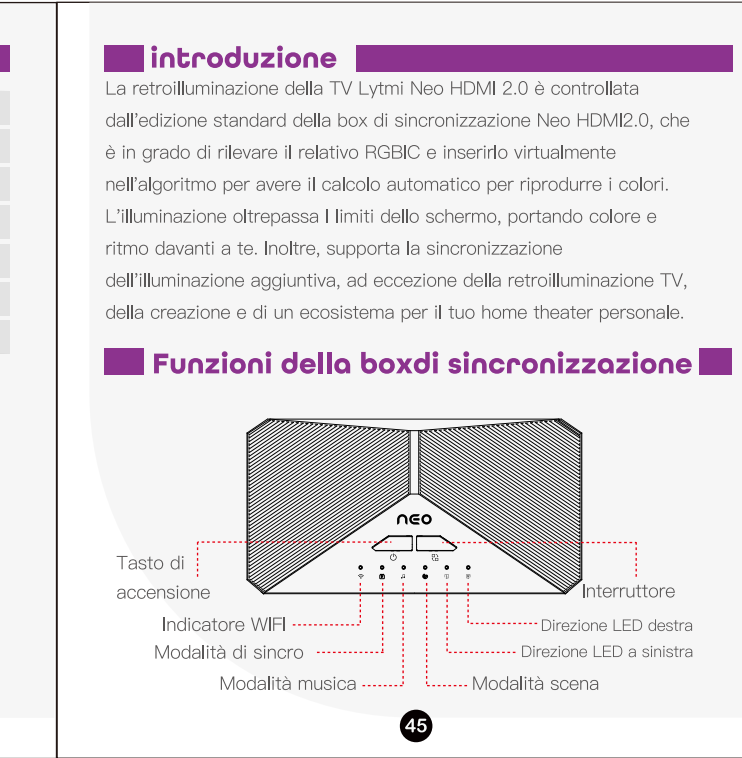 introduzione
La retroilluminazione della TV Lytmi Neo HDMI 2.0 è controllata
dall'edizione standard della box di sincronizzazione Neo HDMI2.0, che
è in grado di rilevare il relativo RGBIC e inserirlo virtualmente
nell'algoritmo per avere il calcolo automatico per riprodurre i colori.
L'illuminazione oltrepassa I limiti dello schermo, portando colore e
ritmo davanti a te. Inoltre, supporta la sincronizzazione
dell'illuminazione aggiuntiva, ad eccezione della retroilluminazione TV,
della creazione e di un ecosistema per il tuo home theater personale.
Funzioni della boxdi sincronizzazione
neo
Tasto di
accensione
Interruttore
Indicatore WIFI
Direzione LED destra
Modalità di sincro
Direzione LED a sinistra
Modalità musica
Modalità scena
45